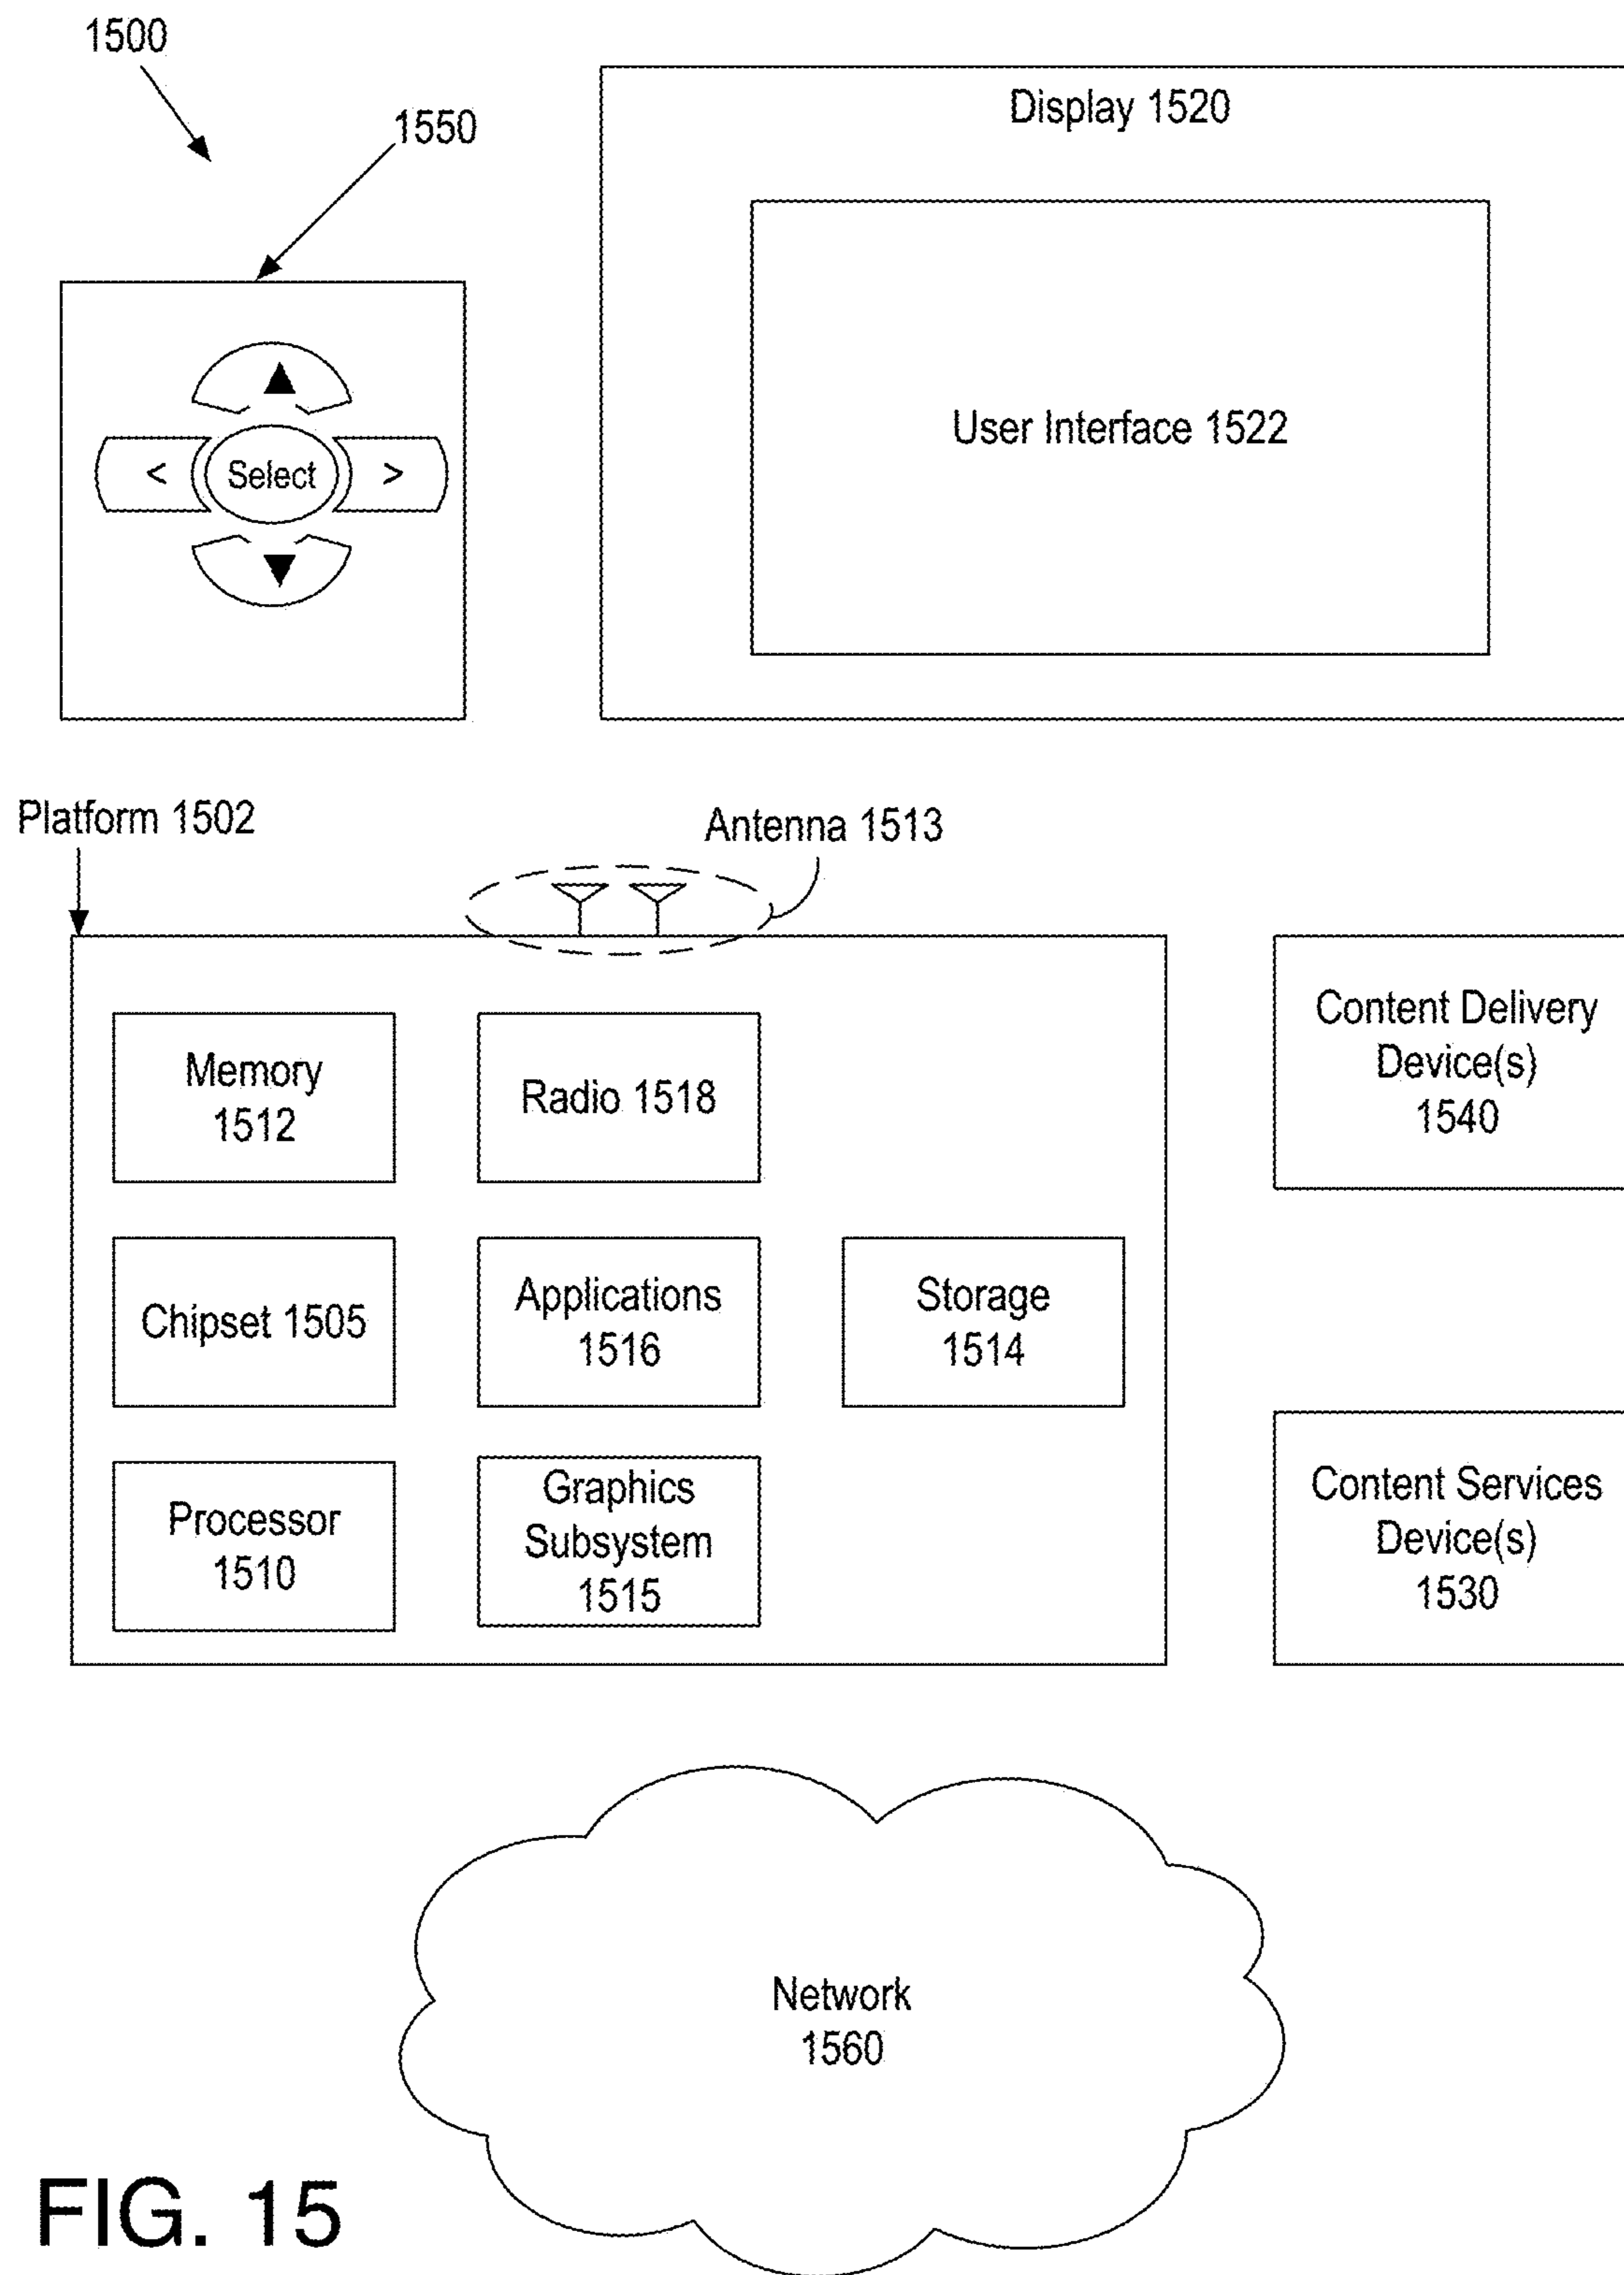 1500
1550
Display 1520
User Interface 1522
<
Select
>
Platform 1502
Antenna 1513
Memory
1512
Radio 1518
Content Delivery
Device(s)
1540
Chipset 1505
Applications
1516
Storage
1514
Processor
1510
Graphics
Subsystem
1515
Content Services
Device(s)
1530
Network
1560
FIG. 15